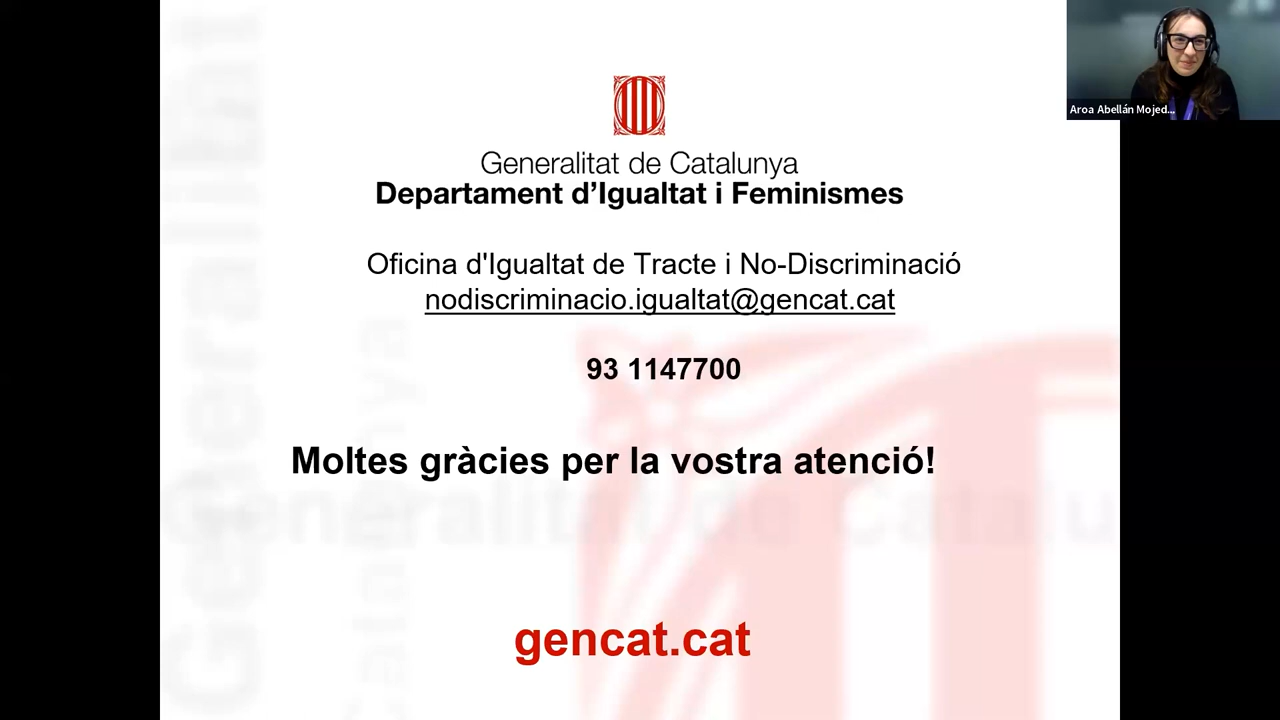 Generalitat de Catalunya
Departament d'Igualtat i Feminismes
Oficina d'Igualtat de Tracte i No-Discriminació
nodiscriminacio.igualtat@gencat.cat
93 1147700
Moltes gràcies per la vostra atenció!
gencat.cat
Aroa Abellán Mojed...